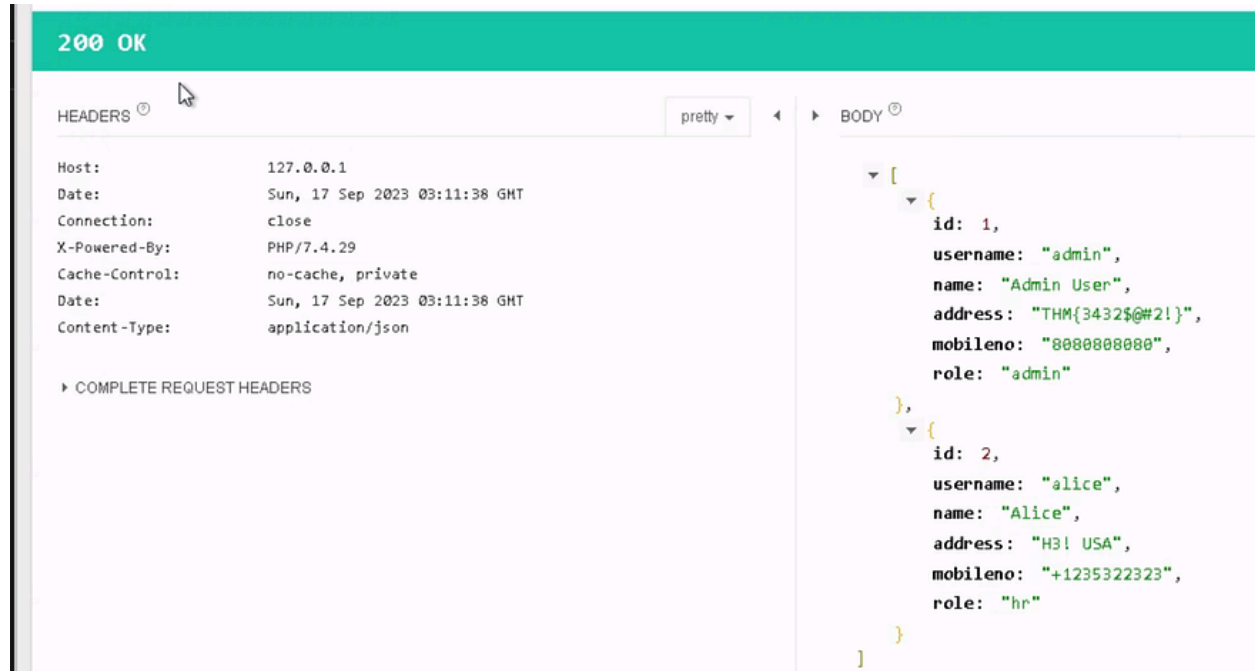 200 OK
HEADERS ?
pretty
BODY ?
Host: 127.0.0.1
Date: Sun, 17 Sep 2023 03:11:38 GMT
Connection: close
X-Powered-By: PHP/7.4.29
Cache-Control: no-cache, private
Date: Sun, 17 Sep 2023 03:11:38 GMT
Content-Type: application/json
COMPLETE REQUEST HEADERS
[
{
id: 1,
username: "admin",
name: "Admin User",
address: "THM{3432$@#2!}",
mobileno: "8080808080",
role: "admin"
},
{
id: 2,
username: "alice",
name: "Alice",
address: "H3! USA",
mobileno: "+1235322323",
role: "hr"
}
]